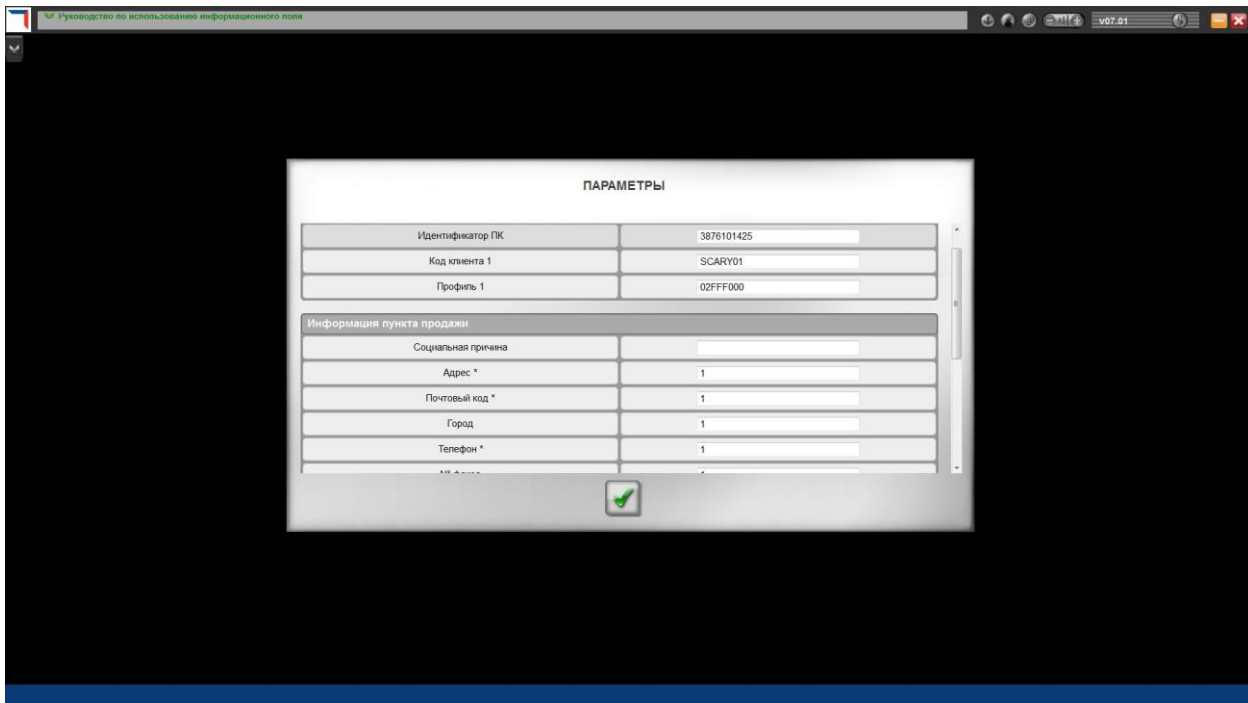 Руководство по использованию информационного поля
v07.01
ПАРАМЕТРЫ
Идентификатор ПК 3876101425
Код клиента 1 SCARY01
Профиль 1 02FFF000
Информация пункта продажи
Социальная причина
Адрес * 1
Почтовый код * 1
Город 1
Телефон * 1